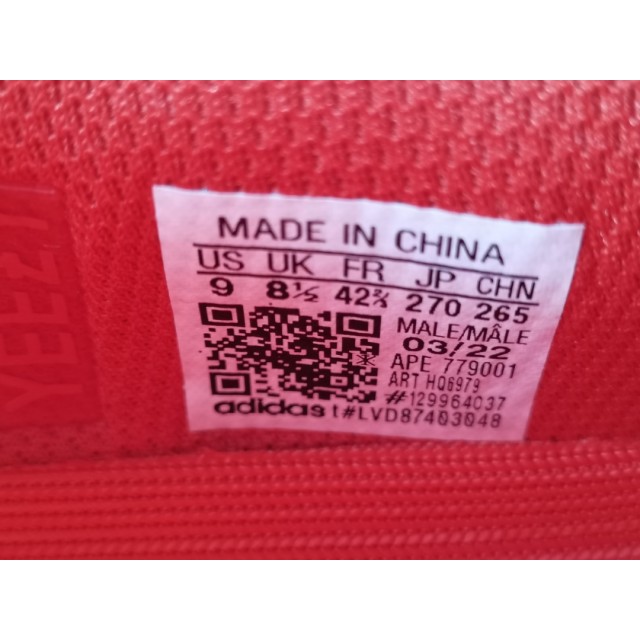 YEEZY
MADE IN CHINA
US UK FR JP CHN
9 8½ 42⅔ 270 265
MALE/MÂLE
03/22
APE 779001
ART HQ6979
#129964037
adidas t#LVD87403048